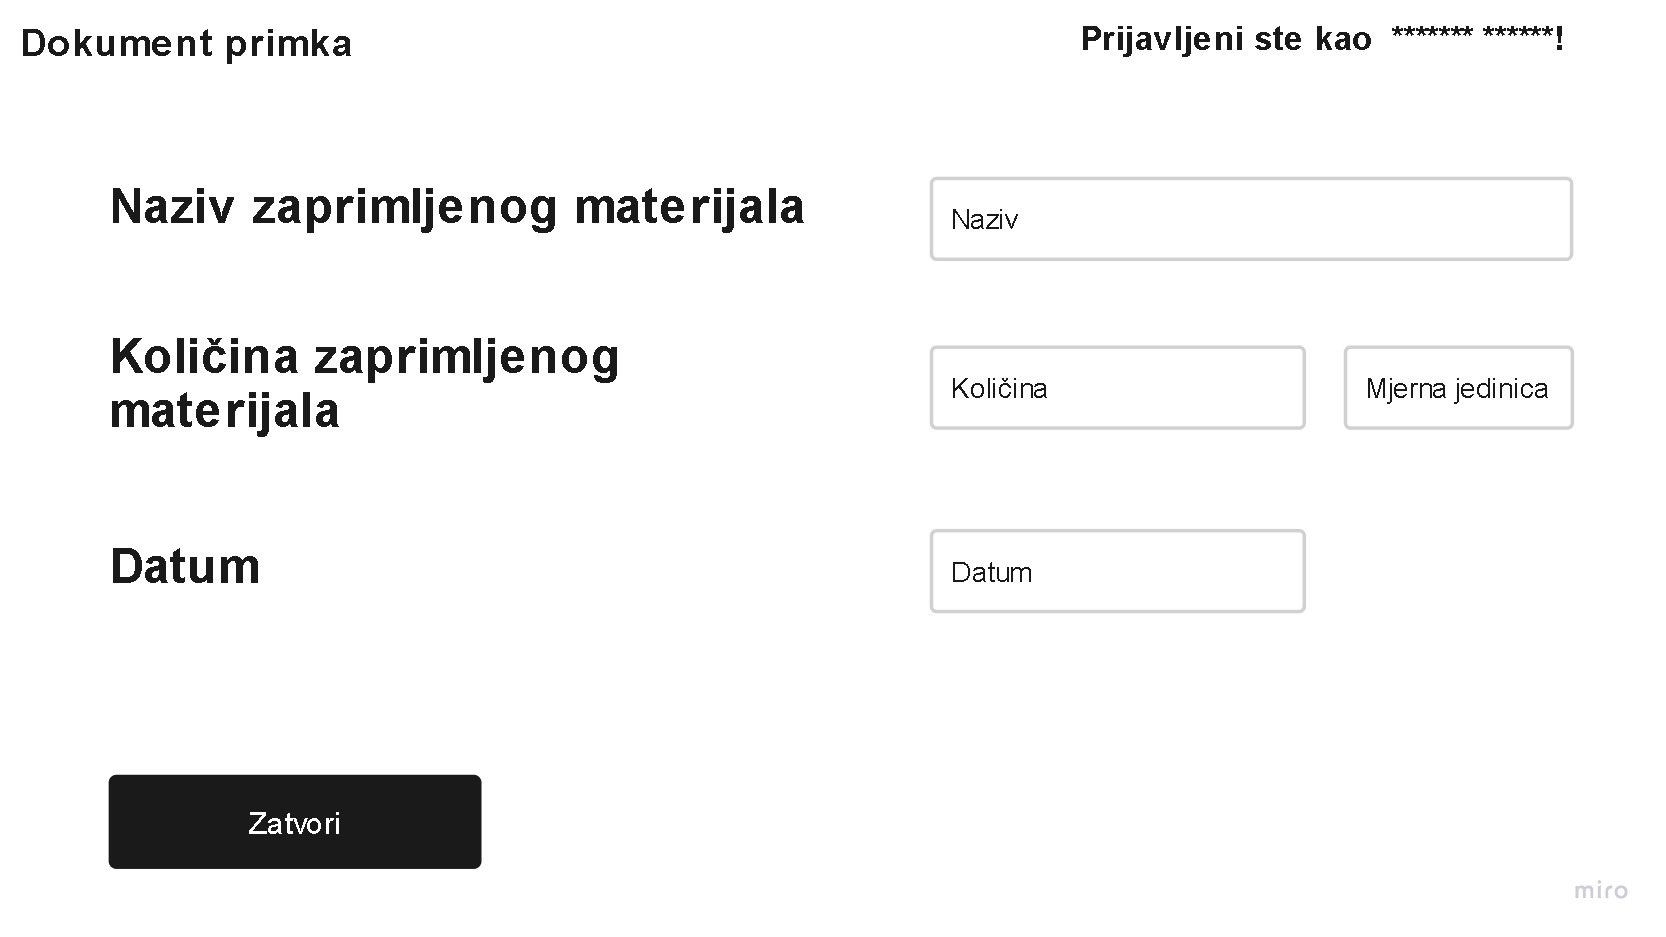 Dokument primka
Prijavljeni ste kao ******* ******!
Naziv zaprimljenog materijala
Naziv
Količina zaprimljenog
materijala
Količina
Mjerna jedinica
Datum
Datum
Zatvori
miro